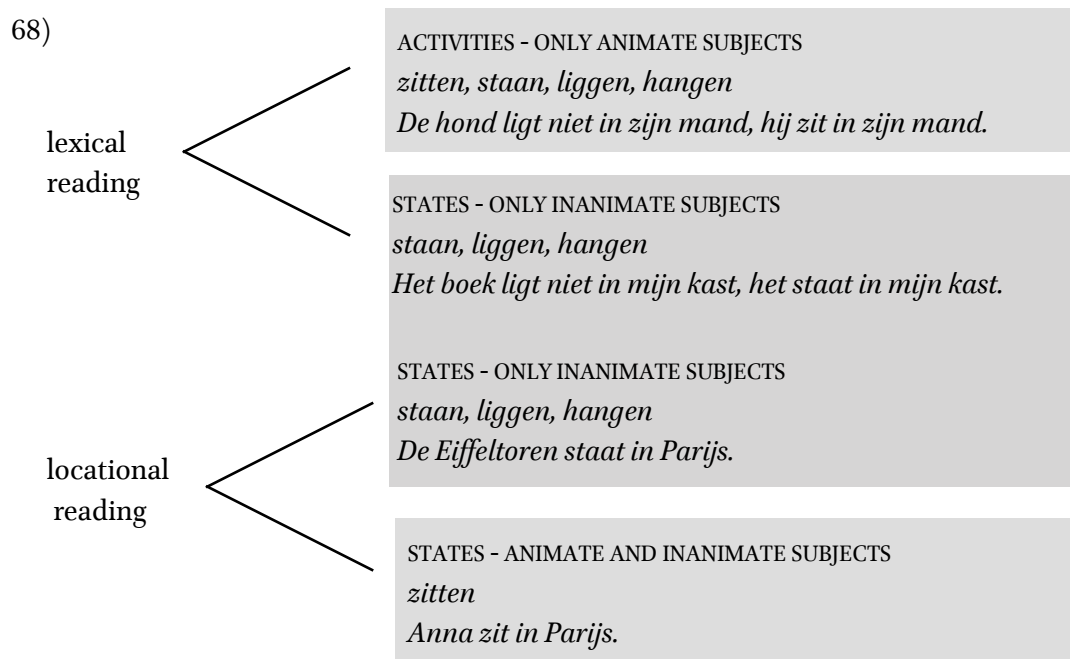 68)
ACTIVITIES - ONLY ANIMATE SUBJECTS
zitten, staan, liggen, hangen
De hond ligt niet in zijn mand, hij zit in zijn mand.
lexical
reading
STATES - ONLY INANIMATE SUBJECTS
staan, liggen, hangen
Het boek ligt niet in mijn kast, het staat in mijn kast.
STATES - ONLY INANIMATE SUBJECTS
staan, liggen, hangen
De Eiffeltoren staat in Parijs.
locational
reading
STATES - ANIMATE AND INANIMATE SUBJECTS
zitten
Anna zit in Parijs.